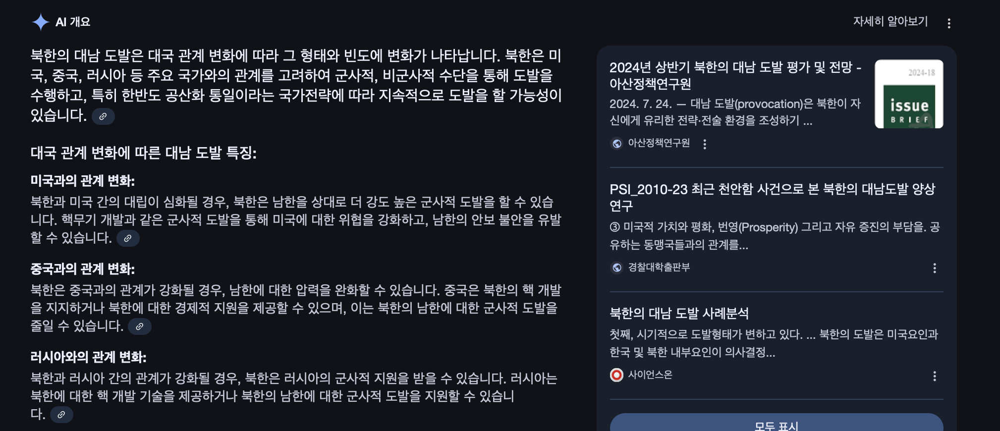 AI 개요
자세히 알아보기
북한의 대남 도발은 대국 관계 변화에 따라 그 형태와 빈도에 변화가 나타납니다. 북한은 미
국, 중국, 러시아 등 주요 국가와의 관계를 고려하여 군사적, 비군사적 수단을 통해 도발을
수행하고, 특히 한반도 공산화 통일이라는 국가전략에 따라 지속적으로 도발을 할 가능성이
있습니다.
대국 관계 변화에 따른 대남 도발 특징:
미국과의 관계 변화:
북한과 미국 간의 대립이 심화될 경우, 북한은 남한을 상대로 더 강도 높은 군사적 도발을 할 수 있습
니다. 핵무기 개발과 같은 군사적 도발을 통해 미국에 대한 위협을 강화하고, 남한의 안보 불안을 유발
할 수 있습니다.
중국과의 관계 변화:
북한은 중국과의 관계가 강화될 경우, 남한에 대한 압력을 완화할 수 있습니다. 중국은 북한의 핵 개발
을 지지하거나 북한에 대한 경제적 지원을 제공할 수 있으며, 이는 북한의 남한에 대한 군사적 도발을
줄일 수 있습니다.
러시아와의 관계 변화:
북한과 러시아 간의 관계가 강화될 경우, 북한은 러시아의 군사적 지원을 받을 수 있습니다. 러시아는
북한에 대한 핵 개발 기술을 제공하거나 북한의 남한에 대한 군사적 도발을 지원할 수 있습니
다.
2024년 상반기 북한의 대남 도발 평가 및 전망 -
아산정책연구원
2024. 7. 24. — 대남 도발(provocation)은 북한이 자
신에게 유리한 전략·전술 환경을 조성하기 ...
2024-18
issue
BRIEF
아산정책연구원
PSI_2010-23 최근 천안함 사건으로 본 북한의 대남도발 양상
연구
③ 미국적 가치와 평화, 번영(Prosperity) 그리고 자유 증진의 부담을. 공
유하는 동맹국들과의 관계를...
경찰대학출판부
북한의 대남 도발 사례분석
첫째, 시기적으로 도발형태가 변하고 있다. ... 북한의 도발은 미국요인과
한국 및 북한 내부요인이 의사결정...
사이언스온
모두 표시